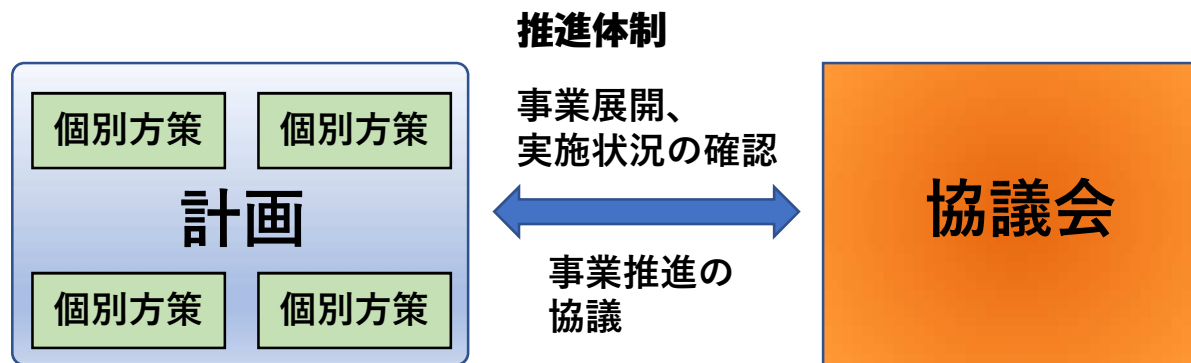 推進体制
個別方策
個別方策
計画
個別方策
個別方策
事業展開、
実施状況の確認
事業推進の
協議
協議会